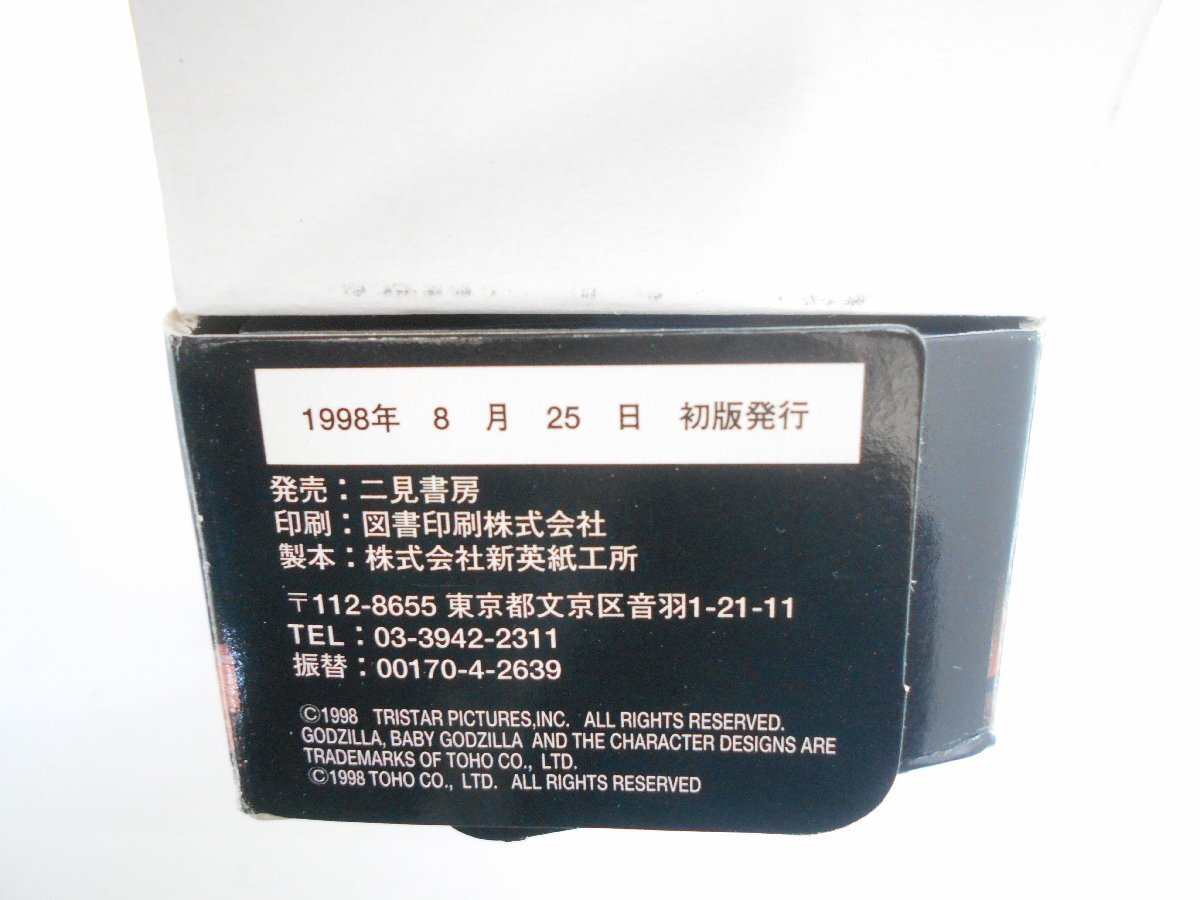 1998年 8 月 25 日 初版発行
発売：二見書房
印刷：図書印刷株式会社
製本：株式会社新英紙工所
〒112-8655 東京都文京区音羽1-21-11
TEL：03-3942-2311
振替：00170-4-2639
©1998 TRISTAR PICTURES,INC. ALL RIGHTS RESERVED.
GODZILLA, BABY GODZILLA AND THE CHARACTER DESIGNS ARE
TRADEMARKS OF TOHO CO., LTD.
©1998 TOHO CO., LTD. ALL RIGHTS RESERVED